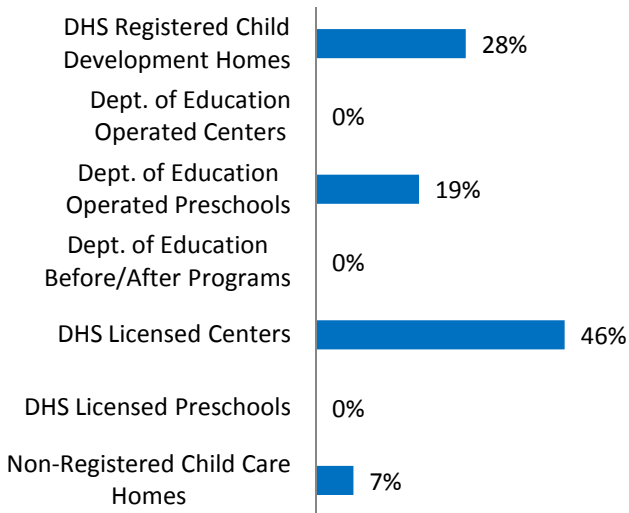 DHS Registered Child
Development Homes
28%
Dept. of Education
Operated Centers
0%
Dept. of Education
Operated Preschools
19%
Dept. of Education
Before/After Programs
0%
DHS Licensed Centers
46%
DHS Licensed Preschools
0%
Non-Registered Child Care
Homes
7%